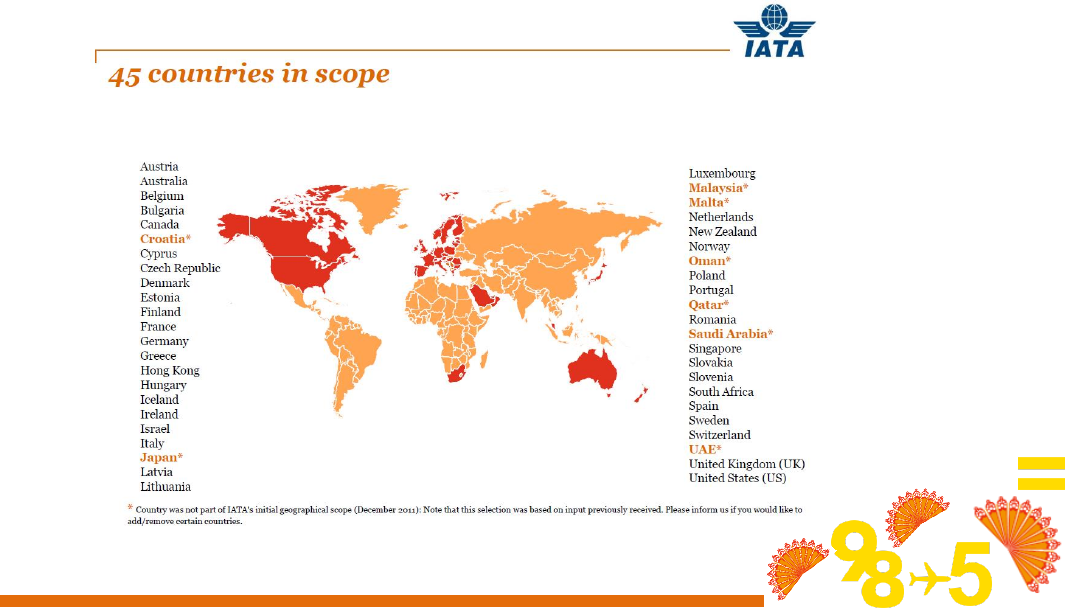 IATA
45 countries in scope
Austria
Australia
Belgium
Bulgaria
Canada
Croatia*
Cyprus
Czech Republic
Denmark
Estonia
Finland
France
Germany
Greece
Hong Kong
Hungary
Iceland
Ireland
Israel
Italy
Japan*
Latvia
Lithuania
Luxembourg
Malaysia*
Malta*
Netherlands
New Zealand
Norway
Oman*
Poland
Portugal
Qatar*
Romania
Saudi Arabia*
Singapore
Slovakia
Slovenia
South Africa
Spain
Sweden
Switzerland
UAE*
United Kingdom (UK)
United States (US)
* Country was not part of IATA's initial geographical scope (December 2011): Note that this selection was based on input previously received. Please inform us if you would like to
add/remove certain countries.
98 5